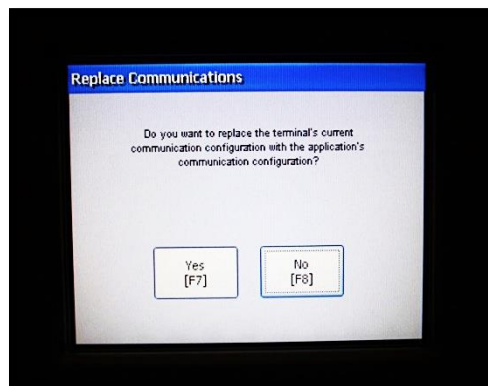 Replace Communications
Do you want to replace the terminal's current
communication configuration with the application's
communication configuration?
Yes
[F7]
No
[F8]